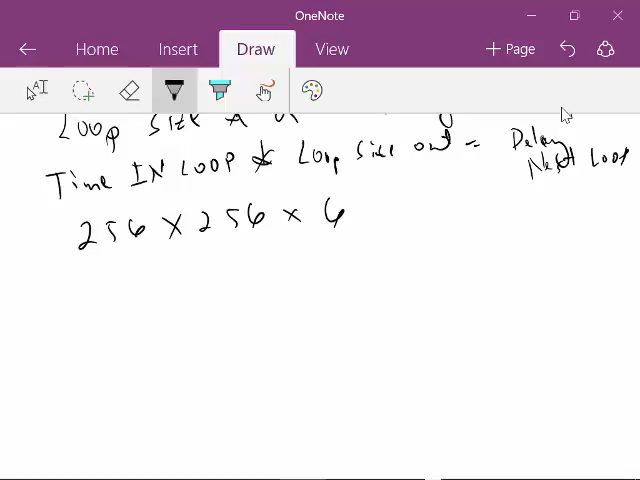 OneNote
Home Insert Draw View + Page
Loop Size
Time IN LOOP * Loop Size out = Delay
Nest Loop
256 X 256 x 6